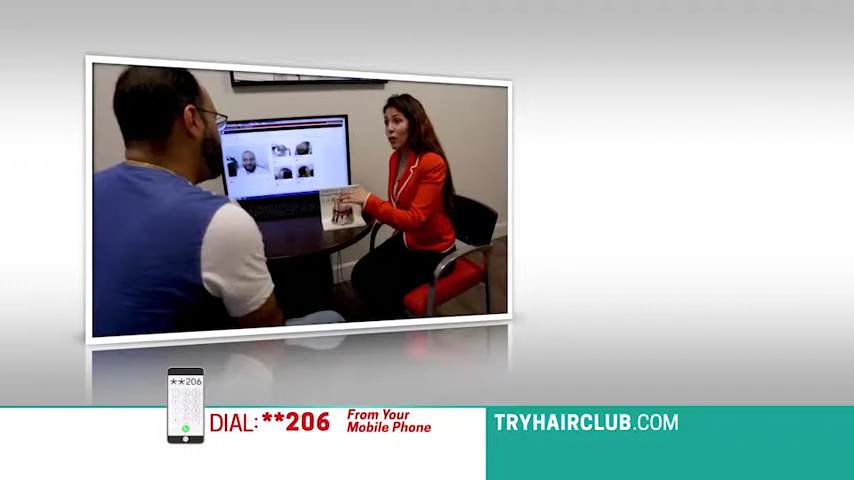 **206
DIAL: **206
From Your
Mobile Phone
TRYHAIRCLUB.COM